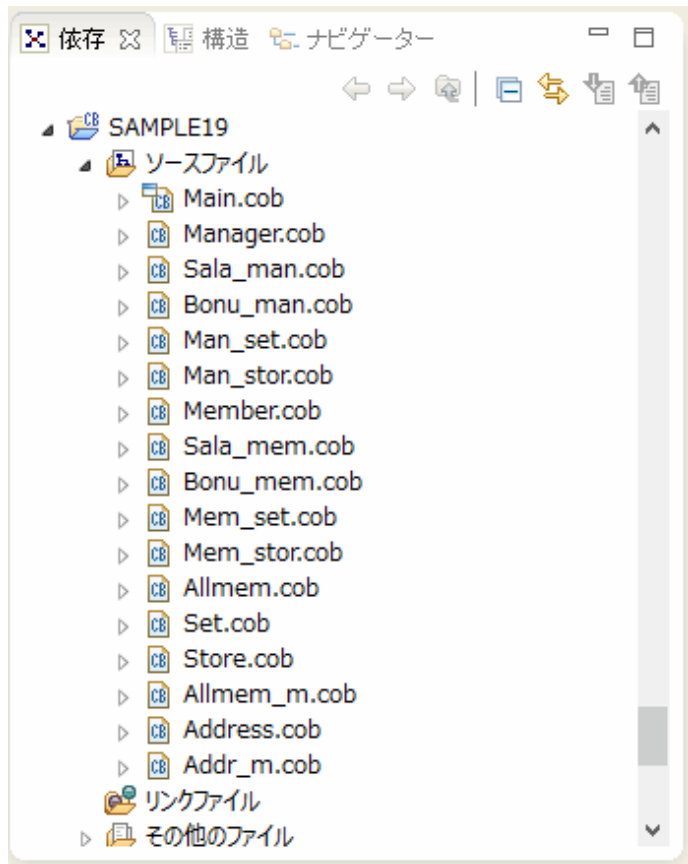 依存 構造 ナビゲーター
SAMPLE19
ソースファイル
Main.cob
Manager.cob
Sala_man.cob
Bonu_man.cob
Man_set.cob
Man_stor.cob
Member.cob
Sala_mem.cob
Bonu_mem.cob
Mem_set.cob
Mem_stor.cob
Allmem.cob
Set.cob
Store.cob
Allmem_m.cob
Address.cob
Addr_m.cob
リンクファイル
その他のファイル